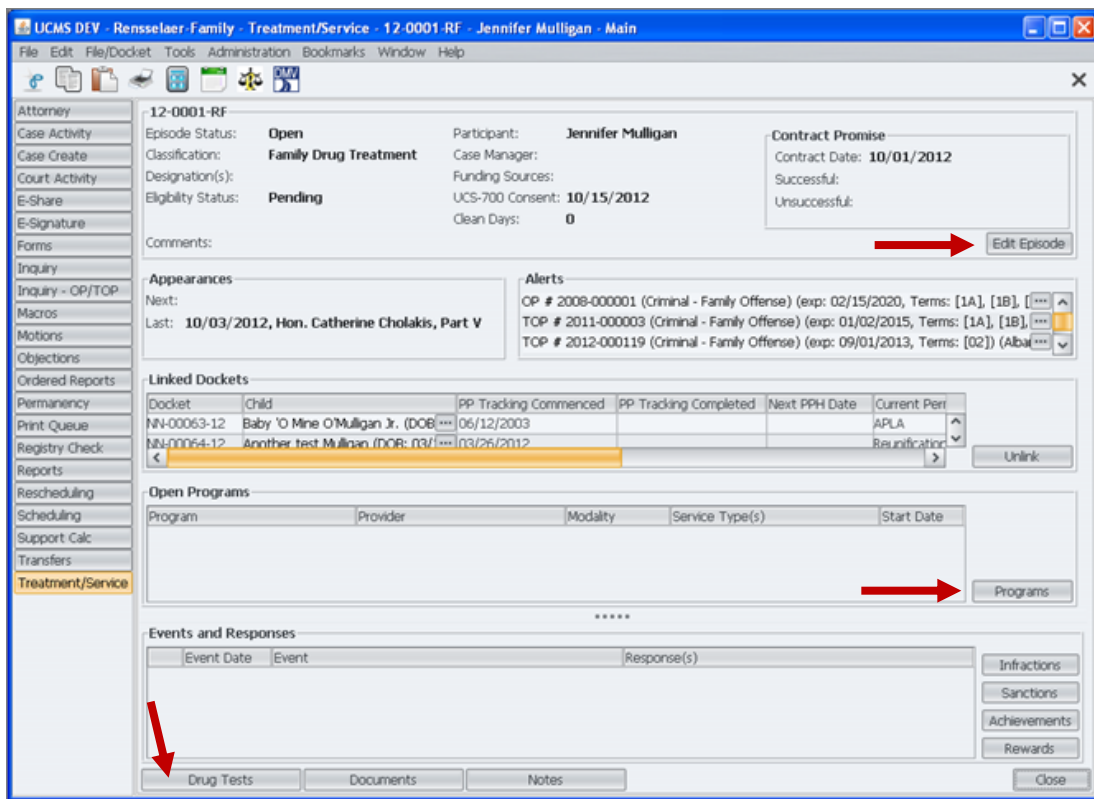 UCMS DEV - Rensselaer-Family - Treatment/Service - 12-0001-RF - Jennifer Mulligan - Main
File Edit File/Docket Tools Administration Bookmarks Window Help
DMV
Attorney
Case Activity
Case Create
Court Activity
E-Share
E-Signature
Forms
Inquiry
Inquiry - OP/TOP
Macros
Motions
Objections
Ordered Reports
Permanency
Print Queue
Registry Check
Reports
Rescheduling
Scheduling
Support Calc
Transfers
Treatment/Service
12-0001-RF
Episode Status: Open
Classification: Family Drug Treatment
Designation(s):
Eligibility Status: Pending
Comments:
Participant: Jennifer Mulligan
Case Manager:
Funding Sources:
UCS-700 Consent: 10/15/2012
Clean Days: 0
Contract Promise
Contract Date: 10/01/2012
Successful:
Unsuccessful:
Edit Episode
Appearances
Next:
Last: 10/03/2012, Hon. Catherine Cholakis, Part V
Alerts
OP # 2008-000001 (Criminal - Family Offense) (exp: 02/15/2020, Terms: [1A], [1B], [ ...
TOP # 2011-000003 (Criminal - Family Offense) (exp: 01/02/2015, Terms: [1A], [1B], ...
TOP # 2012-000119 (Criminal - Family Offense) (exp: 09/01/2013, Terms: [02]) (Alba ...
Linked Dockets
Docket Child PP Tracking Commenced PP Tracking Completed Next PPH Date Current Perr
NN-00063-12 Baby 'O Mine O'Mulligan Jr. (DOB ... 06/12/2003 APLA
NN-00064-12 Another test Mulligan (DOB: 03/ ... 03/26/2012 Reunification
Unlink
Open Programs
Program Provider Modality Service Type(s) Start Date
Programs
Events and Responses
Event Date Event Response(s)
Infractions
Sanctions
Achievements
Rewards
Drug Tests Documents Notes Close